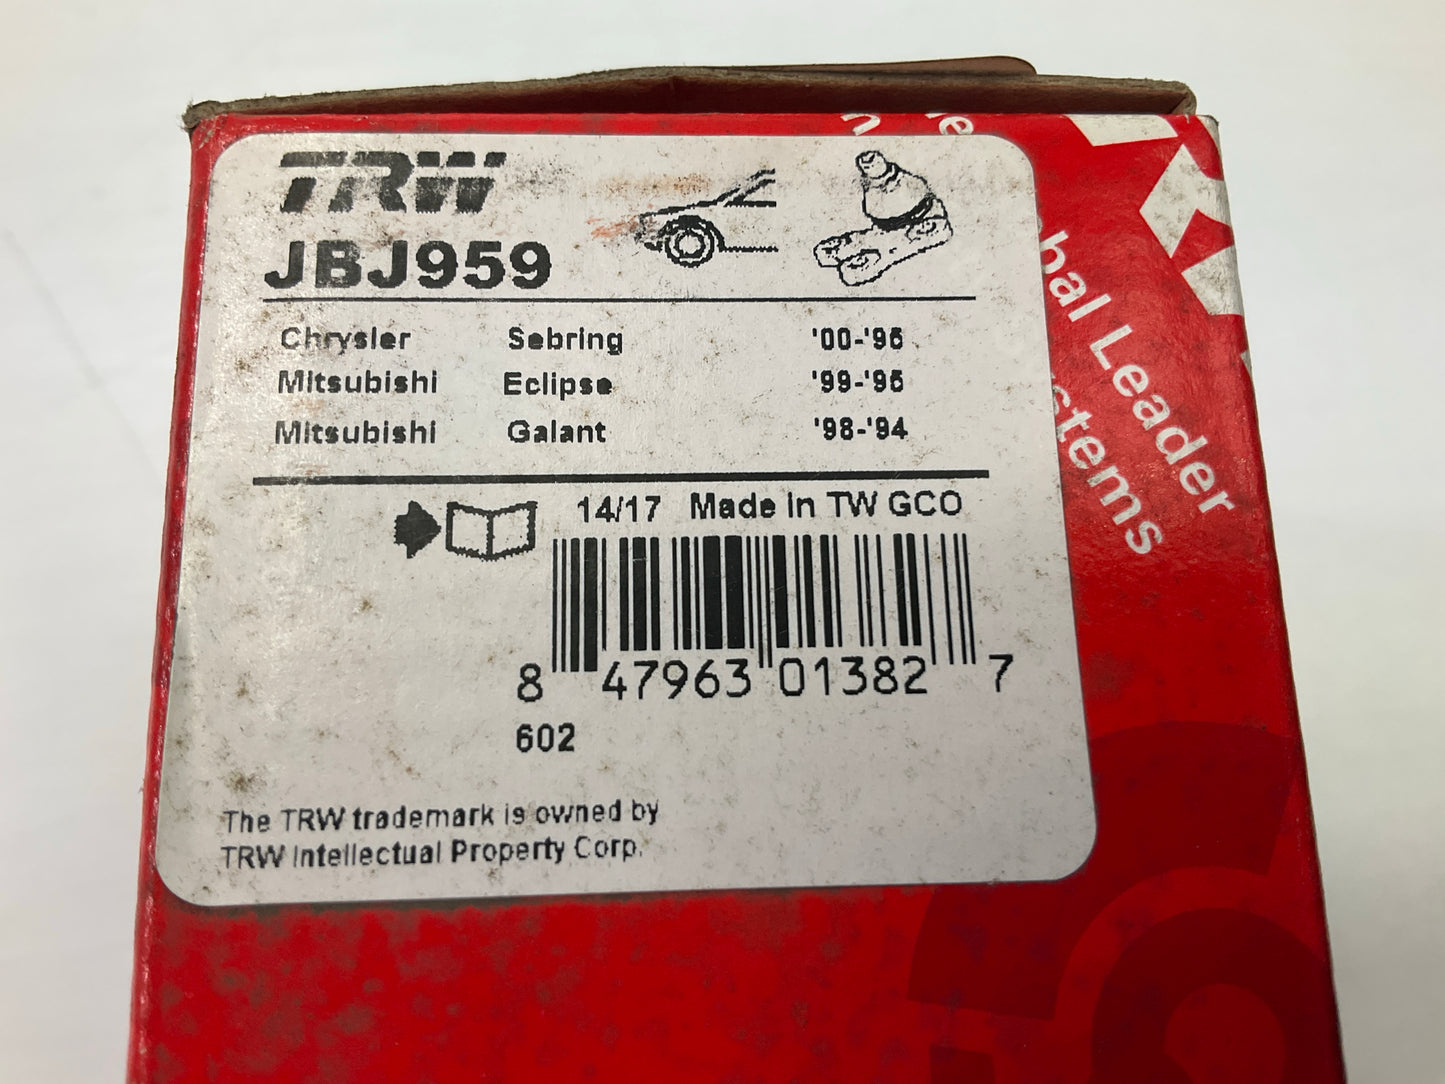 TRW
JBJ959
Chrysler Sebring '00-'96
Mitsubishi Eclipse '99-'95
Mitsubishi Galant '98-'94
14/17 Made in TW GCO
8 47963 01382 7
602
The TRW trademark is owned by
TRW Intellectual Property Corp.
bal Leader
stems